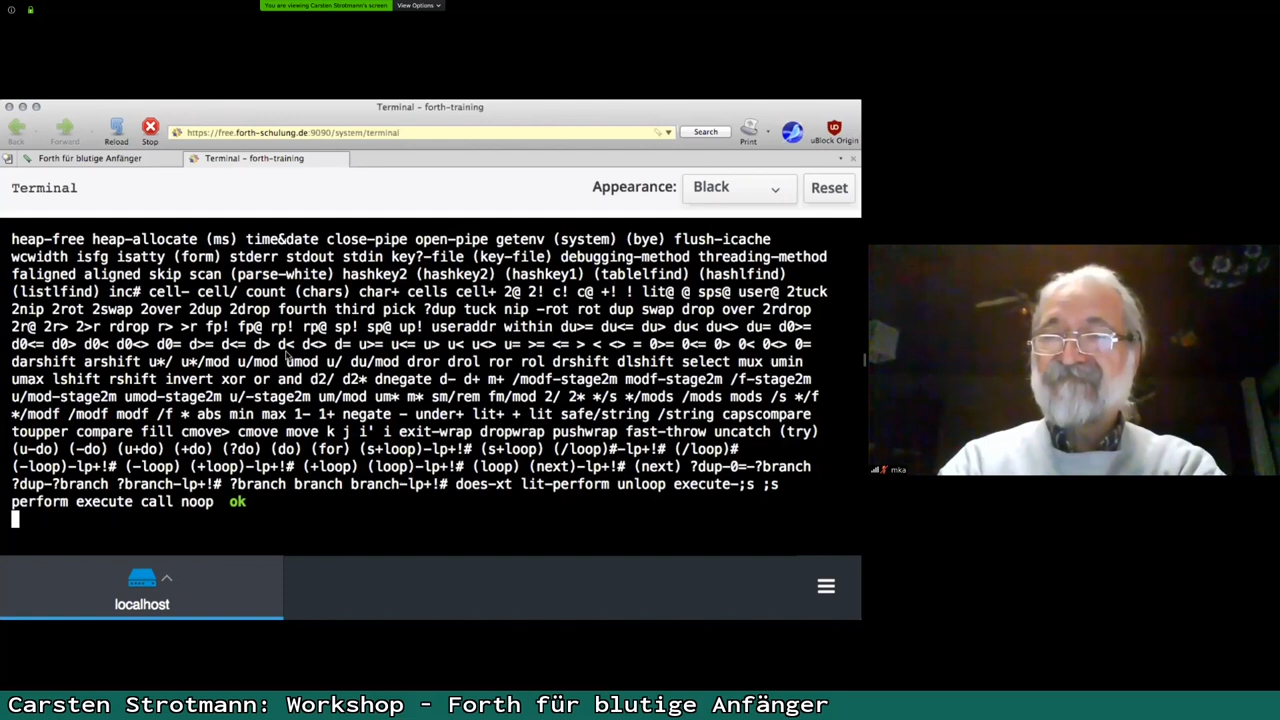 You are viewing Carsten Strotmann's screen
View Options
Terminal - forth-training
Back
Forward
Reload
Stop
https://free.forth-schulung.de:9090/system/terminal
Search
Print
uBlock Origin
Forth für blutige Anfänger
Terminal - forth-training
Terminal
Appearance:
Black
Reset
heap-free heap-allocate (ms) time&date close-pipe open-pipe getenv (system) (bye) flush-icache
wcwidth isfg isatty (form) stderr stdout stdin key?-file (key-file) debugging-method threading-method
faligned aligned skip scan (parse-white) hashkey2 (hashkey2) (hashkey1) (tablelfind) (hashlfind)
(listlfind) inc# cell- cell/ count (chars) char+ cells cell+ 2@ 2! c! c@ +! ! lit@ @ sps@ user@ 2tuck
2nip 2rot 2swap 2over 2dup 2drop fourth third pick ?dup tuck nip -rot rot dup swap drop over 2rdrop
2r@ 2r> 2>r rdrop r> >r fp! fp@ rp! rp@ sp! sp@ up! useraddr within du>= du<= du> du< du<> du= d0>=
d0<= d0> d0< d0<> d0= d>= d<= d> d< d<> d= u>= u<= u> u< u<> u= >= <= > < <> = 0>= 0<= 0> 0< 0<> 0=
darshift arshift u*/ u*/mod u/mod umod u/ du/mod dror drol ror rol drshift dlshift select mux umin
umax lshift rshift invert xor or and d2/ d2* dnegate d- d+ m+ /modf-stage2m modf-stage2m /f-stage2m
u/mod-stage2m umod-stage2m u/-stage2m um/mod um* m* sm/rem fm/mod 2/ 2* */s */mods /mods mods /s */f
*/modf /modf modf /f * abs min max 1- 1+ negate - under+ lit+ + lit safe/string /string capscompare
toupper compare fill cmove> cmove move k j i' i exit-wrap dropwrap pushwrap fast-throw uncatch (try)
(u-do) (-do) (u+do) (+do) (?do) (do) (for) (s+loop)-lp+!# (s+loop) (/loop)#-lp+!# (/loop)#
(-loop)-lp+!# (-loop) (+loop)-lp+!# (+loop) (loop)-lp+!# (loop) (next)-lp+!# (next) ?dup-0=-?branch
?dup-?branch ?branch-lp+!# ?branch branch branch-lp+!# does-xt lit-perform unloop execute-;s ;s
perform execute call noop ok
localhost
mka
Carsten Strotmann: Workshop - Forth für blutige Anfänger